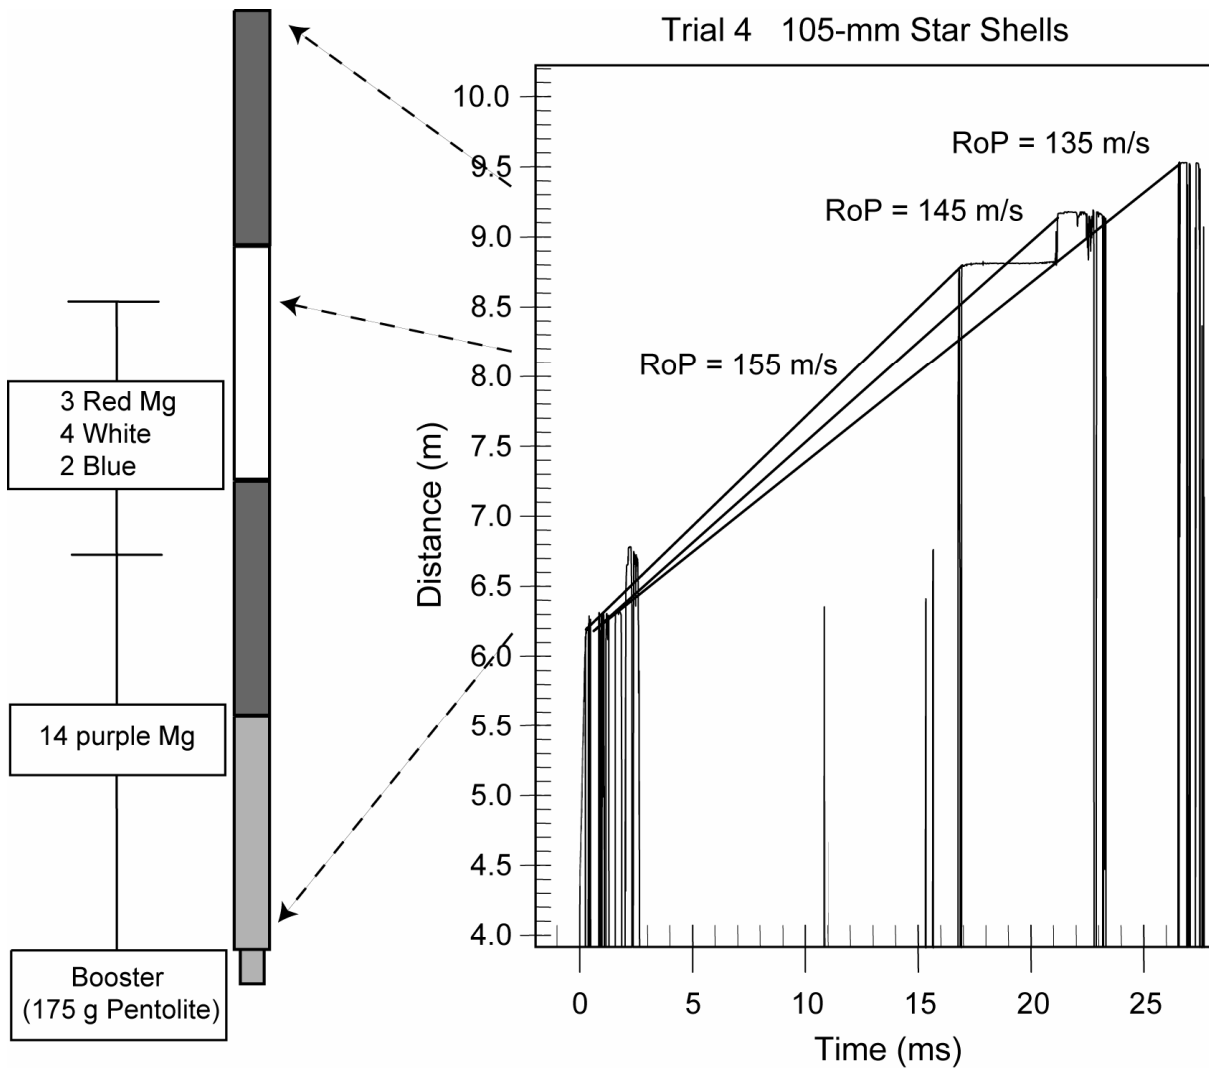 Trial 4 105-mm Star Shells
3 Red Mg
4 White
2 Blue
14 purple Mg
Booster
(175 g Pentolite)
Distance (m)
10.0
9.5
9.0
8.5
8.0
7.5
7.0
6.5
6.0
5.5
5.0
4.5
4.0
RoP = 135 m/s
RoP = 145 m/s
RoP = 155 m/s
0 5 10 15 20 25
Time (ms)